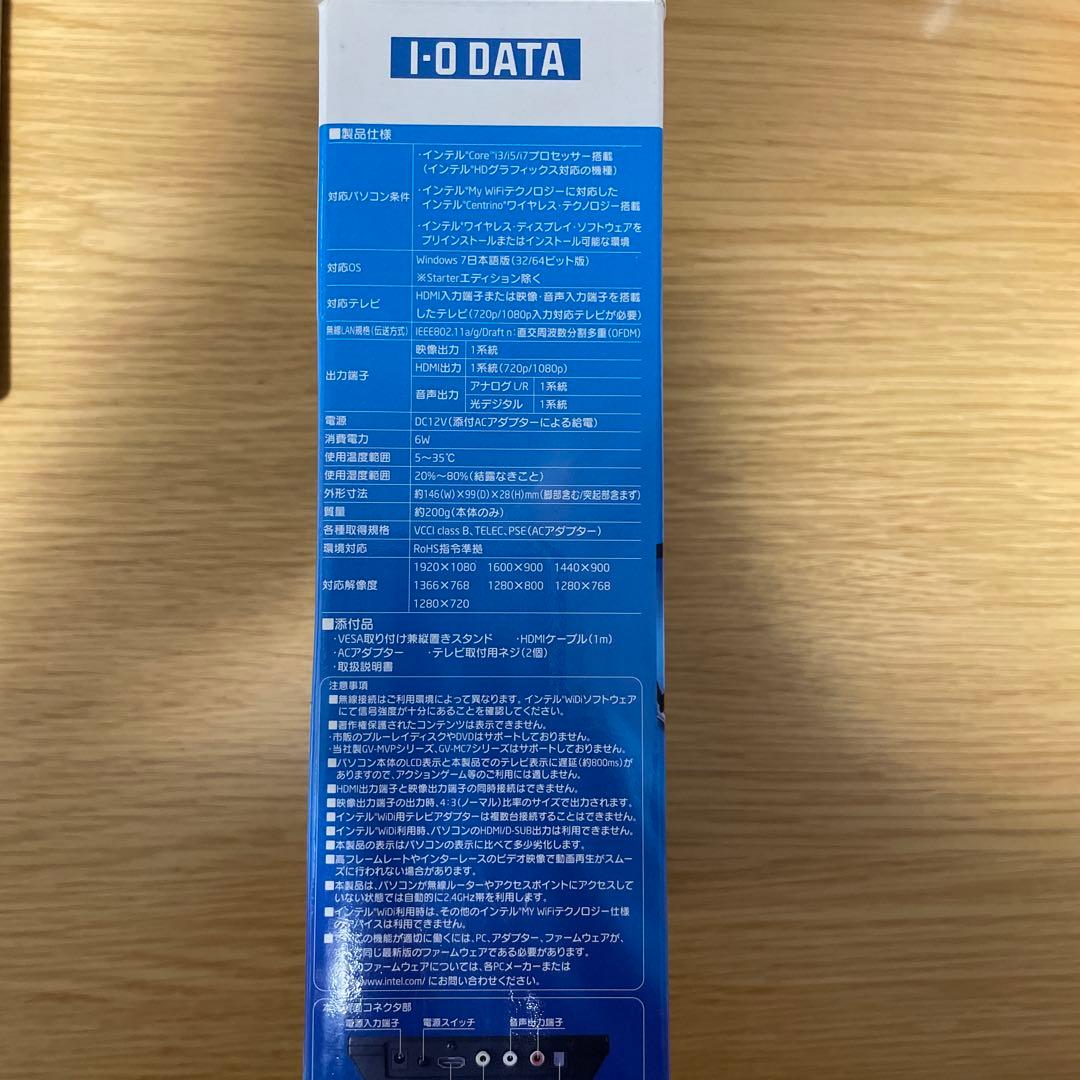 I-O DATA
■製品仕様
対応パソコン条件
・インテル®Core™i3/i5/i7プロセッサー搭載
（インテル®HDグラフィックス対応の機種）
・インテル®My WiFiテクノロジーに対応した
インテル®Centrino®ワイヤレス・テクノロジー搭載
・インテル®ワイヤレス・ディスプレイ・ソフトウェアを
プリインストールまたはインストール可能な環境
対応OS
Windows 7日本語版（32/64ビット版）
※Starterエディション除く
対応テレビ
HDMI入力端子または映像・音声入力端子を搭載
したテレビ（720p/1080p入力対応テレビが必要）
無線LAN規格（伝送方式） IEEE802.11a/g/Draft n：直交周波数分割多重（OFDM）
出力端子
映像出力 1系統
HDMI出力 1系統（720p/1080p）
音声出力
アナログL/R 1系統
光デジタル 1系統
電源 DC12V（添付ACアダプターによる給電）
消費電力 6W
使用温度範囲 5～35℃
使用湿度範囲 20%～80%（結露なきこと）
外形寸法 約146(W)×99(D)×28(H)mm（脚部含む/突起部含まず）
質量 約200g（本体のみ）
各種取得規格 VCCI class B、TELEC、PSE（ACアダプター）
環境対応 RoHS指令準拠
対応解像度
1920×1080 1600×900 1440×900
1366×768 1280×800 1280×768
1280×720
■添付品
・VESA取り付け兼縦置きスタンド ・HDMIケーブル（1m）
・ACアダプター ・テレビ取付用ネジ（2個）
・取扱説明書
注意事項
■無線接続はご利用環境によって異なります。インテル®WiDiソフトウェア
にて信号強度が十分にあることを確認してください。
■著作権保護されたコンテンツは表示できません。
・市販のブルーレイディスクやDVDはサポートしておりません。
・当社製GV-MVPシリーズ、GV-MC7シリーズはサポートしておりません。
■パソコン本体のLCD表示と本製品でのテレビ表示に遅延（約800ms）が
ありますので、アクションゲーム等のご利用には適しません。
■HDMI出力端子と映像出力端子の同時接続はできません。
■映像出力端子の出力時、4：3（ノーマル）比率のサイズで出力されます。
■インテル®WiDi用テレビアダプターは複数台接続することはできません。
■インテル®WiDi利用時、パソコンのHDMI/D-SUB出力は利用できません。
■本製品の表示はパソコンの表示に比べて多少劣化します。
■高フレームレートやインターレースのビデオ映像で動画再生がスムー
ズに行われない場合があります。
■本製品は、パソコンが無線ルーターやアクセスポイントにアクセスして
いない状態では自動的に2.4GHz帯を利用します。
■インテル®WiDi利用時は、その他のインテル®MY WiFiテクノロジー仕様
のデバイスは利用できません。
この機能が適切に働くには、PC、アダプター、ファームウェアが、
同じ最新版のファームウェアである必要があります。
ファームウェアについては、各PCメーカーまたは
www.intel.com/ にお問い合わせください。
面コネクタ部
電源入力端子 電源スイッチ 音声出力端子